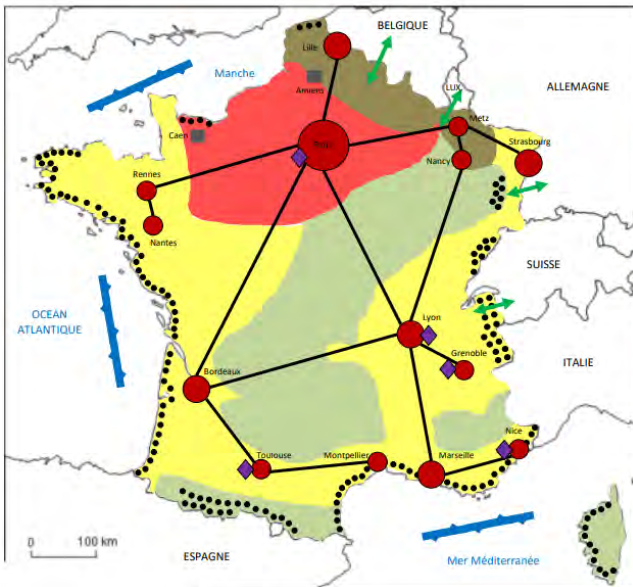 BELGIQUE
Lille
Manche
Amiens
LUX
ALLEMAGNE
Metz
Caen
Paris
Strasbourg
Nancy
Rennes
Nantes
SUISSE
OCEAN
ATLANTIQUE
Lyon
Grenoble
ITALIE
Bordeaux
Nice
Toulouse
Montpellier
Marseille
0 100 km
ESPAGNE
Mer Méditerranée